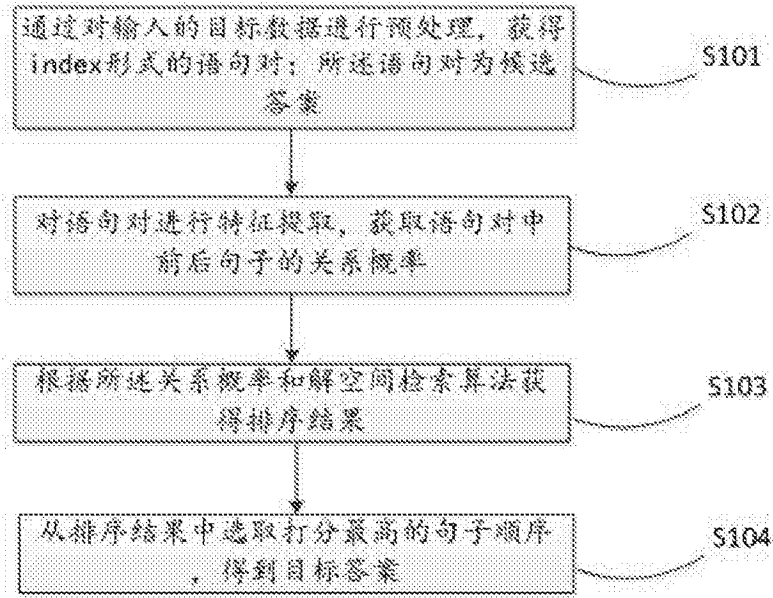 通过对输入的目标数据进行预处理，获得
index形式的语句对；所述语句对为候选
答案
S101
对语句对进行特征提取，获取语句对中
前后句子的关系概率
S102
根据所述关系概率和解空间检索算法获
得排序结果
S103
从排序结果中选取打分最高的句子顺序
，得到目标答案
S104